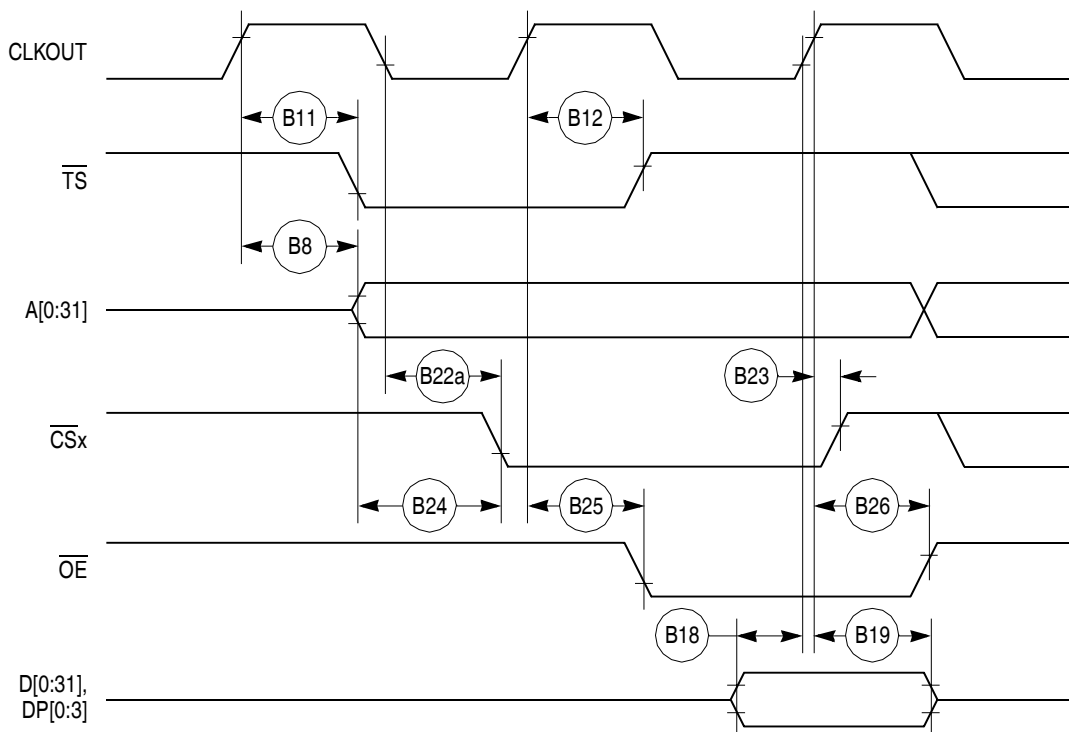 CLKOUT
B11
B12
TS
B8
A[0:31]
B22a
B23
CSx
B24
B25
B26
OE
B18
B19
D[0:31],
DP[0:3]